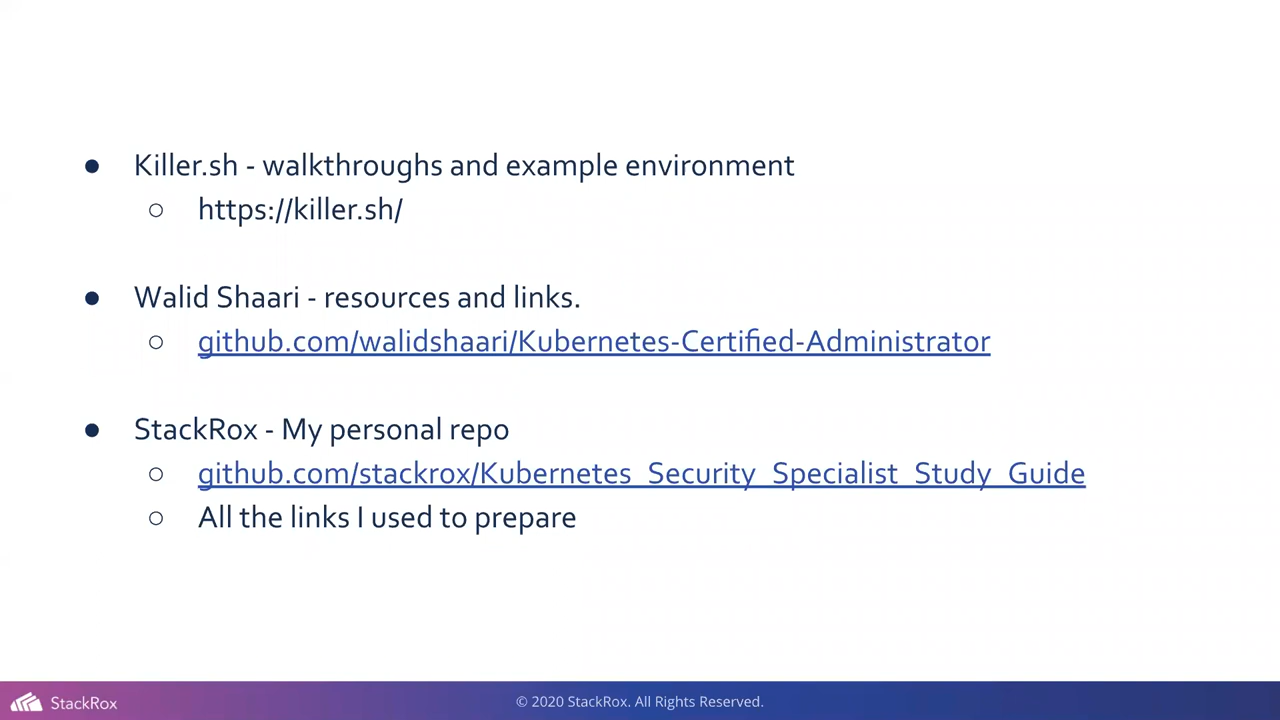 ● Killer.sh - walkthroughs and example environment
○ https://killer.sh/
● Walid Shaari - resources and links.
○ github.com/walidshaari/Kubernetes-Certified-Administrator
● StackRox - My personal repo
○ github.com/stackrox/Kubernetes_Security_Specialist_Study_Guide
○ All the links I used to prepare
StackRox
© 2020 StackRox. All Rights Reserved.